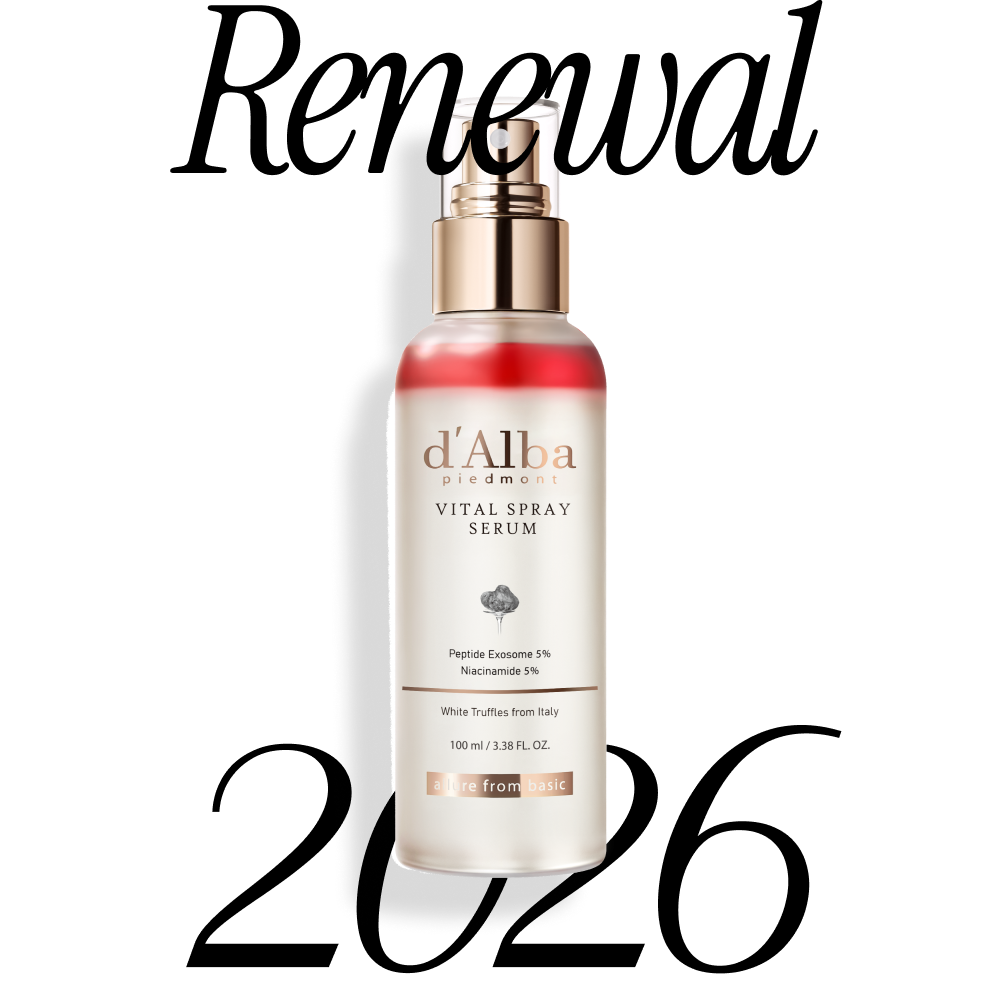 Renewal
d'Alba
piedmont
VITAL SPRAY
SERUM
Peptide Exosome 5%
Niacinamide 5%
White Truffles from Italy
100 ml / 3.38 FL. OZ.
allure from basic
2026